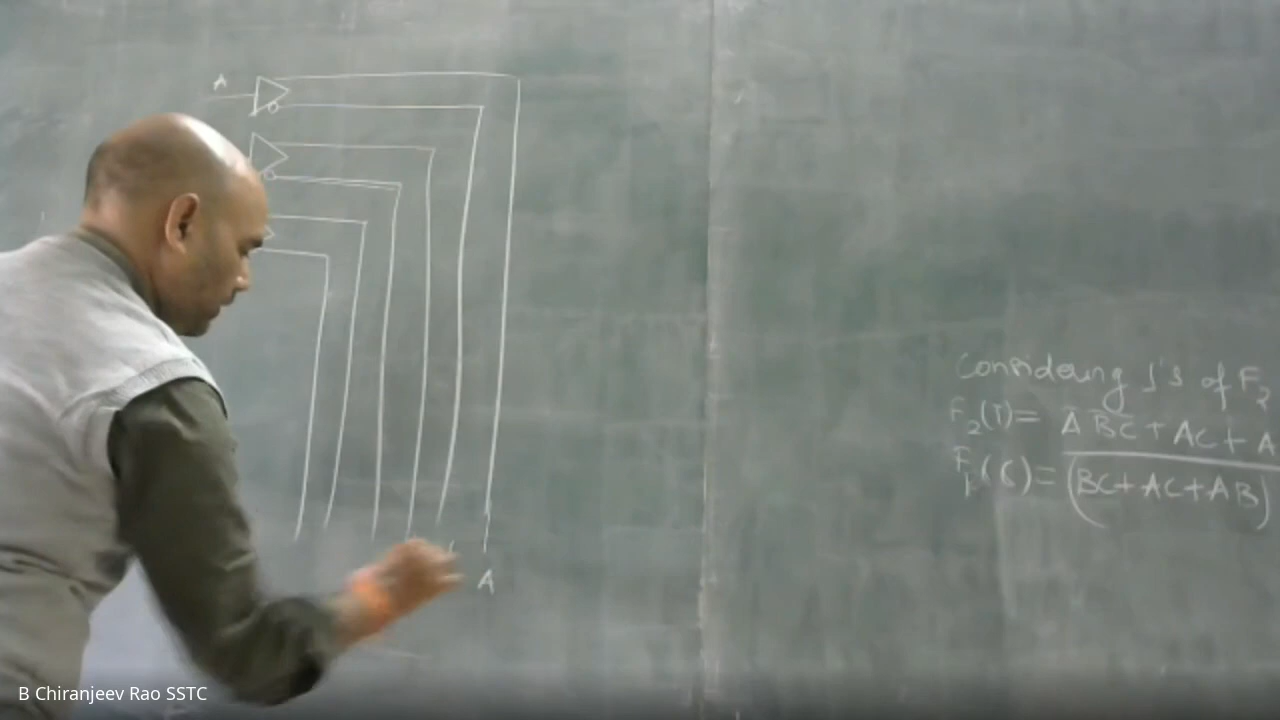 A
A
Considering 1's of F2
F2(T)= A BC + AC + A
F1(C)= (BC+AC+AB)
B Chiranjeev Rao SSTC